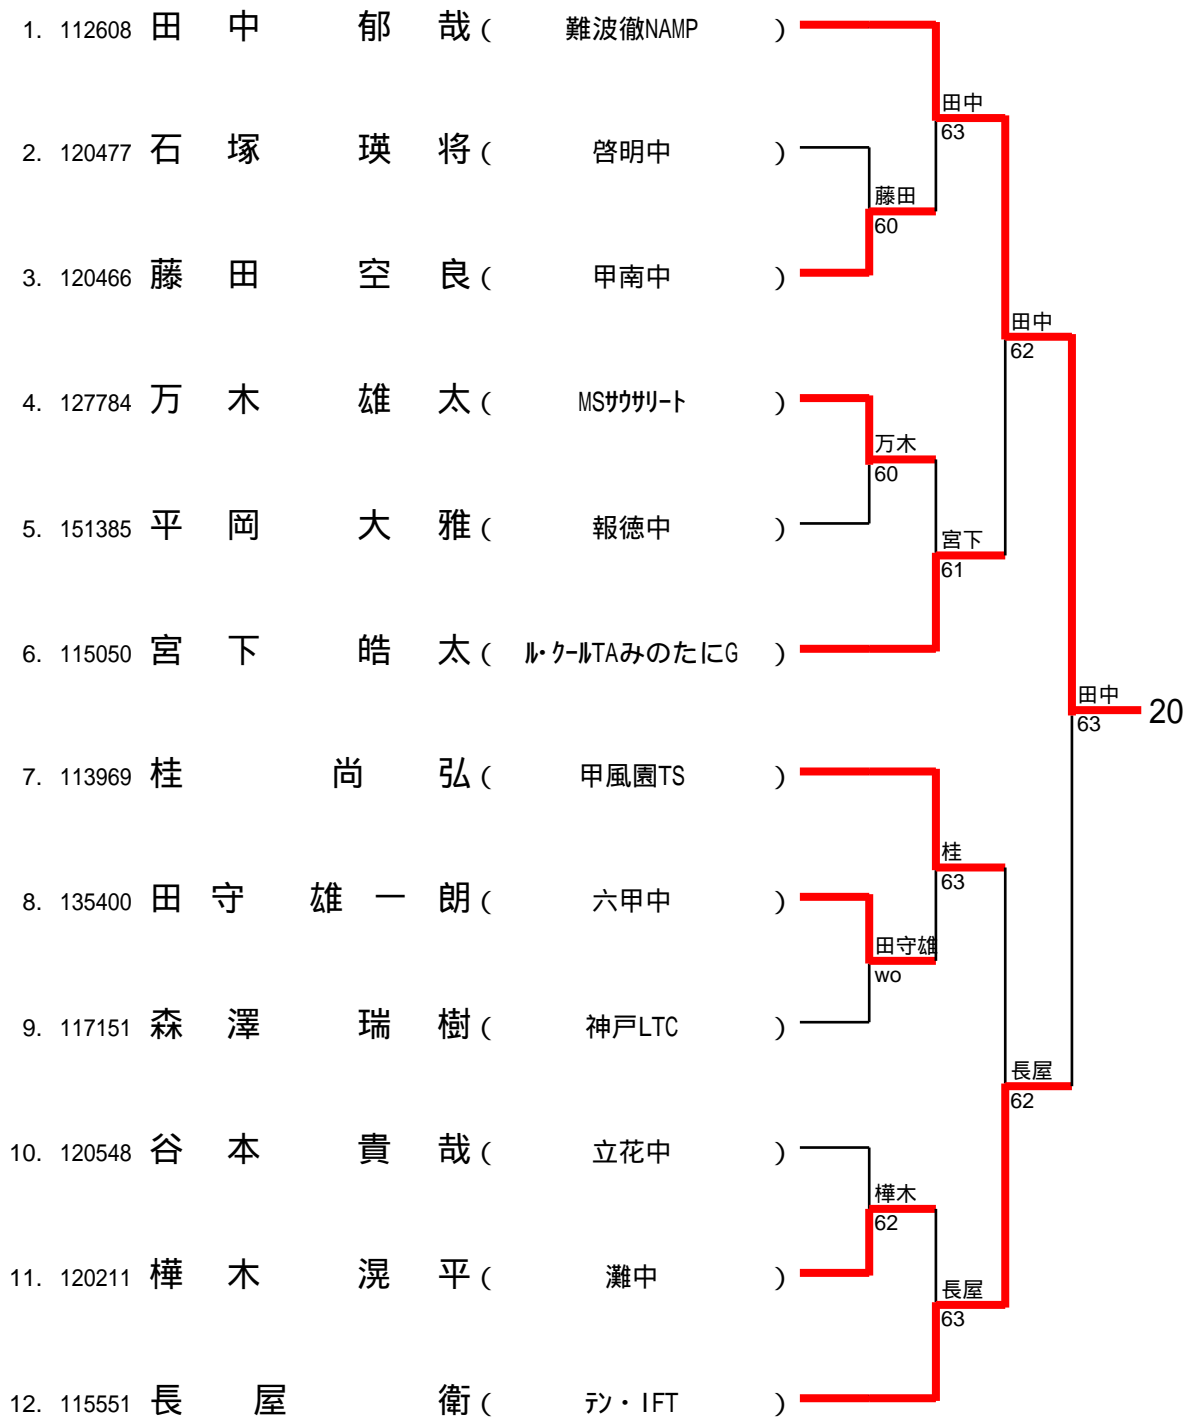 1. 112608 田中 郁哉 ( 難波徹NAMP )
田中
63
2. 120477 石塚 瑛将 ( 啓明中 )
藤田
60
3. 120466 藤田 空良 ( 甲南中 )
田中
62
4. 127784 万木 雄太 ( MSサウサリート )
万木
60
5. 151385 平岡 大雅 ( 報徳中 )
宮下
61
6. 115050 宮下 皓太 ( ル・クールTAみのたにG )
田中
63
20
7. 113969 桂 尚弘 ( 甲風園TS )
桂
63
8. 135400 田守 雄一朗 ( 六甲中 )
田守雄
wo
9. 117151 森澤 瑞樹 ( 神戸LTC )
長屋
62
10. 120548 谷本 貴哉 ( 立花中 )
樺木
62
11. 120211 樺木 滉平 ( 灘中 )
長屋
63
12. 115551 長屋 衛 ( テン・IFT )